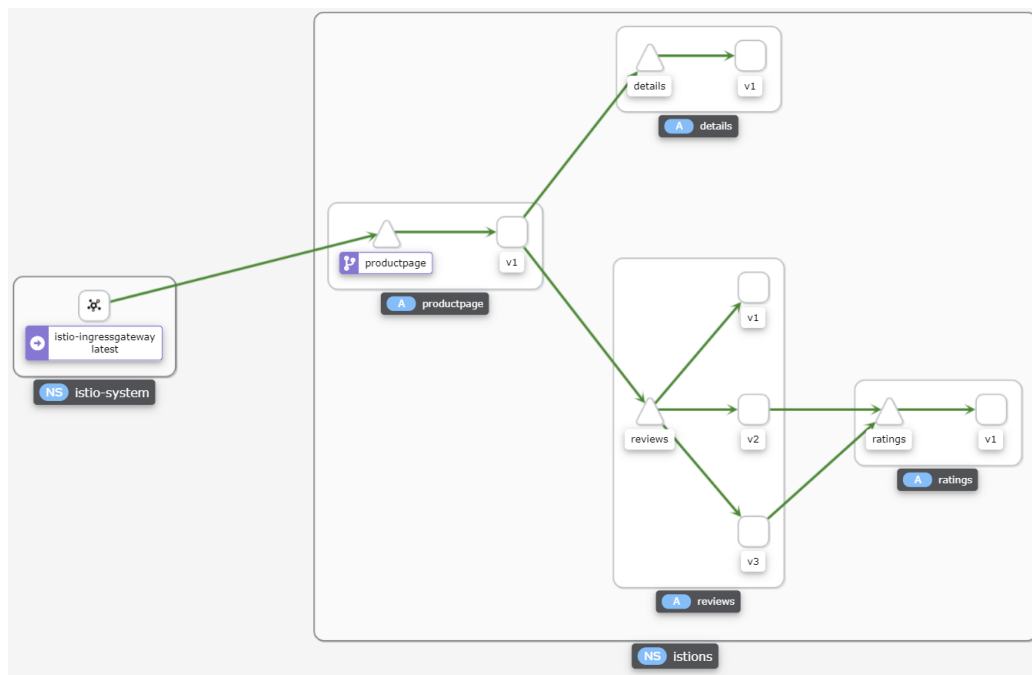 details
v1
A details
productpage
v1
A productpage
istio-ingressgateway
latest
NS istio-system
v1
reviews
v2
v3
A reviews
ratings
v1
A ratings
NS istions